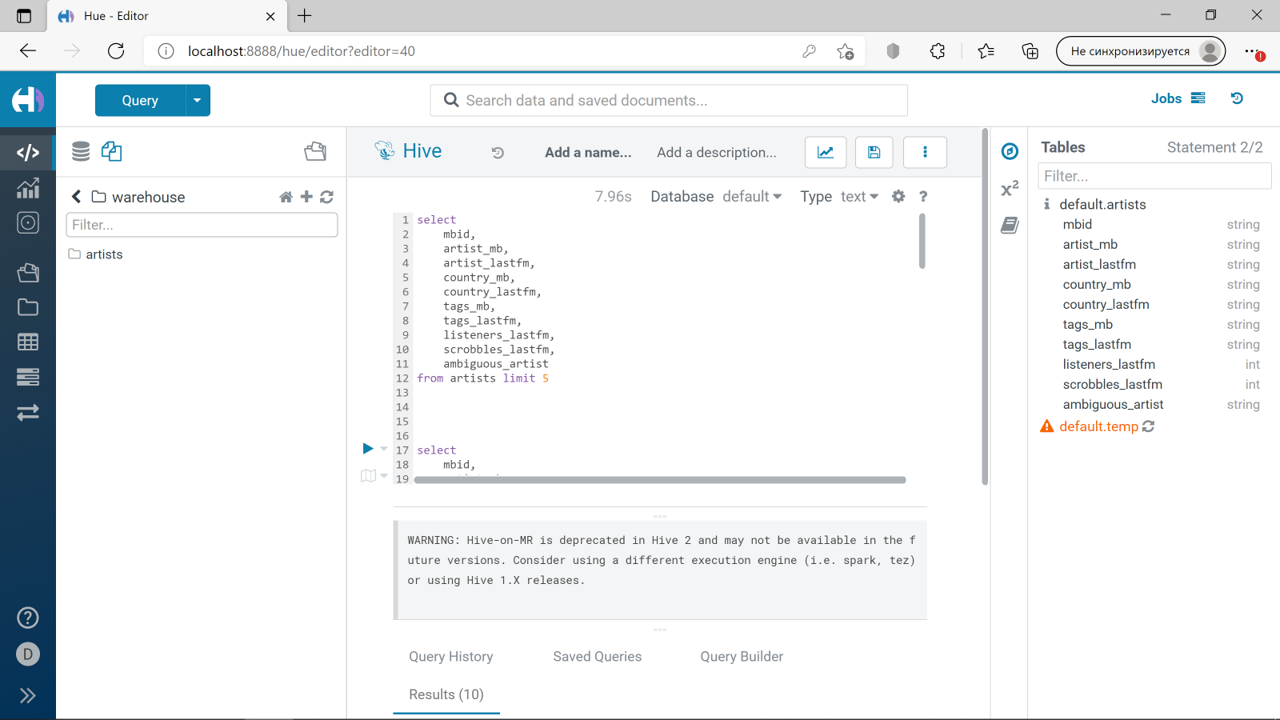 Hue - Editor
localhost:8888/hue/editor?editor=40
Не синхронизируется
Query
Search data and saved documents...
Jobs
warehouse
Filter...
artists
D
Hive
Add a name...
Add a description...
7.96s
Database default
Type text
?
1 select
2 mbid,
3 artist_mb,
4 artist_lastfm,
5 country_mb,
6 country_lastfm,
7 tags_mb,
8 tags_lastfm,
9 listeners_lastfm,
10 scrobbles_lastfm,
11 ambiguous_artist
12 from artists limit 5
13
14
15
16
17 select
18 mbid,
19
WARNING: Hive-on-MR is deprecated in Hive 2 and may not be available in the f
uture versions. Consider using a different execution engine (i.e. spark, tez)
or using Hive 1.X releases.
Query History
Saved Queries
Query Builder
Results (10)
x²
Tables
Statement 2/2
Filter...
default.artists
mbid string
artist_mb string
artist_lastfm string
country_mb string
country_lastfm string
tags_mb string
tags_lastfm string
listeners_lastfm int
scrobbles_lastfm int
ambiguous_artist string
default.temp